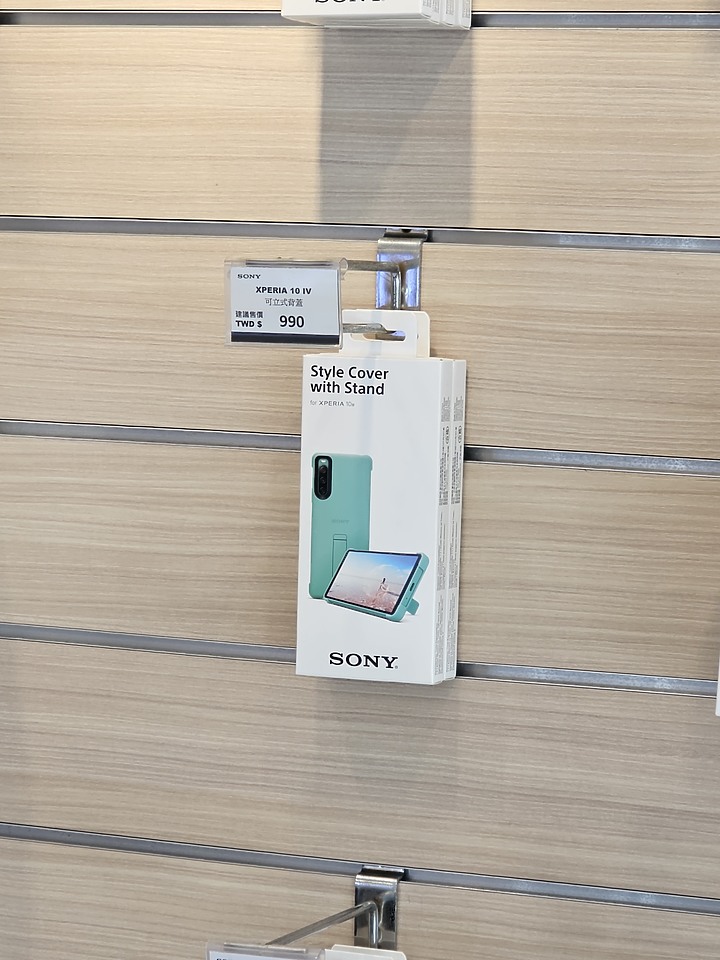 SONY
SONY
XPERIA 10 IV
可立式背蓋
建議售價
TWD $ 990
Style Cover
with Stand
for XPERIA 10 IV
SONY